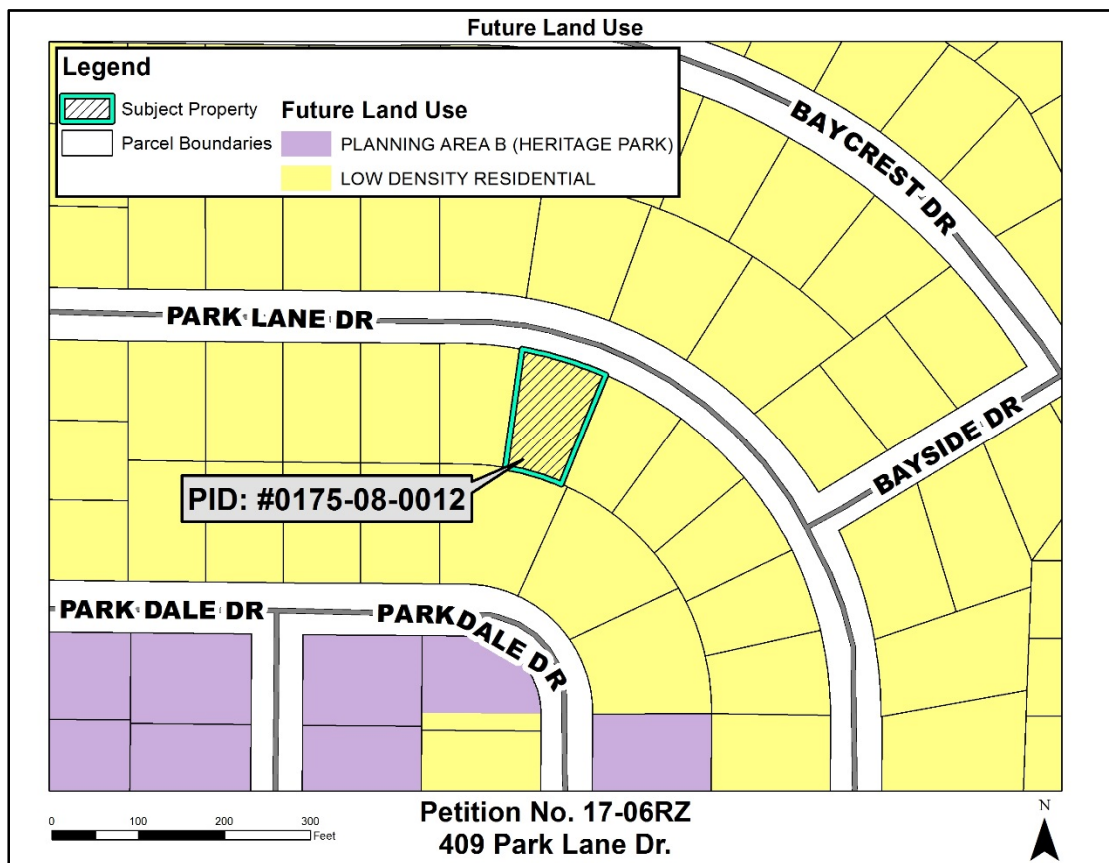 Future Land Use
Legend
Subject Property
Parcel Boundaries
Future Land Use
PLANNING AREA B (HERITAGE PARK)
LOW DENSITY RESIDENTIAL
BAYCREST DR
PARK LANE DR
BAYSIDE DR
PID: #0175-08-0012
PARK DALE DR
PARK DALE DR
0 100 200 300
Feet
Petition No. 17-06RZ
409 Park Lane Dr.
N